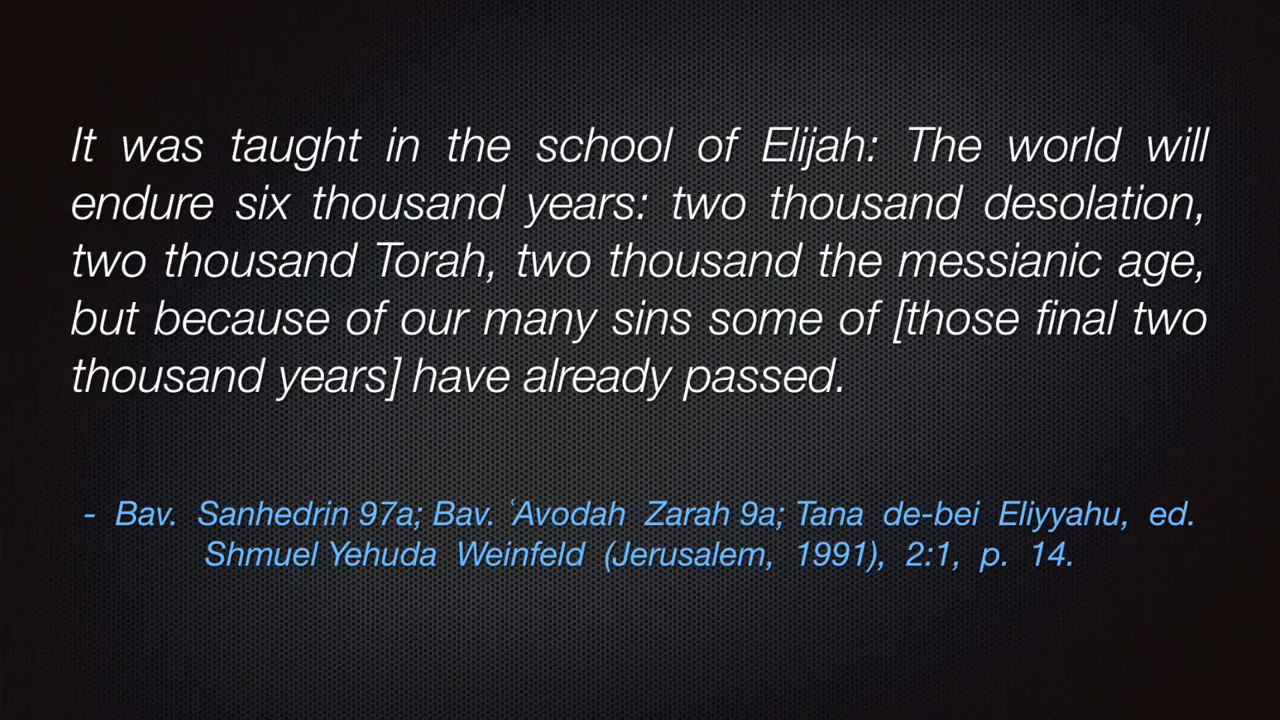 It was taught in the school of Elijah: The world will
endure six thousand years: two thousand desolation,
two thousand Torah, two thousand the messianic age,
but because of our many sins some of [those final two
thousand years] have already passed.
- Bav. Sanhedrin 97a; Bav. ʿAvodah Zarah 9a; Tana de-bei Eliyyahu, ed.
Shmuel Yehuda Weinfeld (Jerusalem, 1991), 2:1, p. 14.